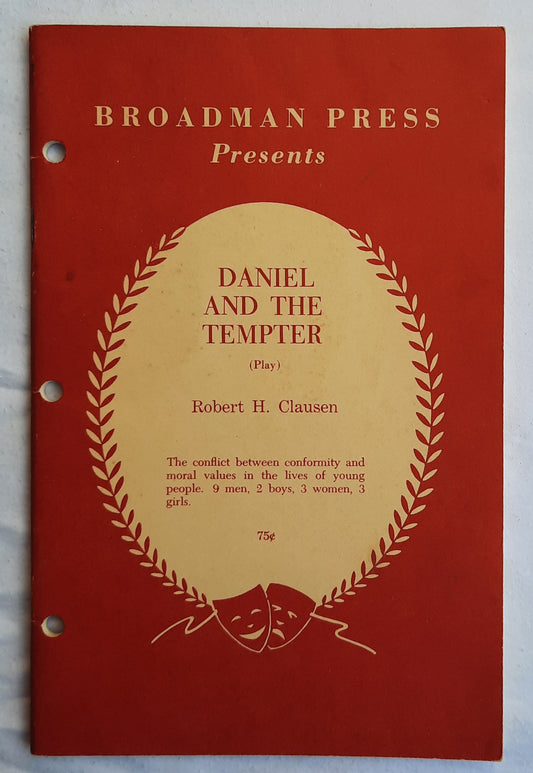 BROADMAN PRESS
Presents
DANIEL
AND THE
TEMPTER
(Play)
Robert H. Clausen
The conflict between conformity and
moral values in the lives of young
people. 9 men, 2 boys, 3 women, 3
girls.
75¢